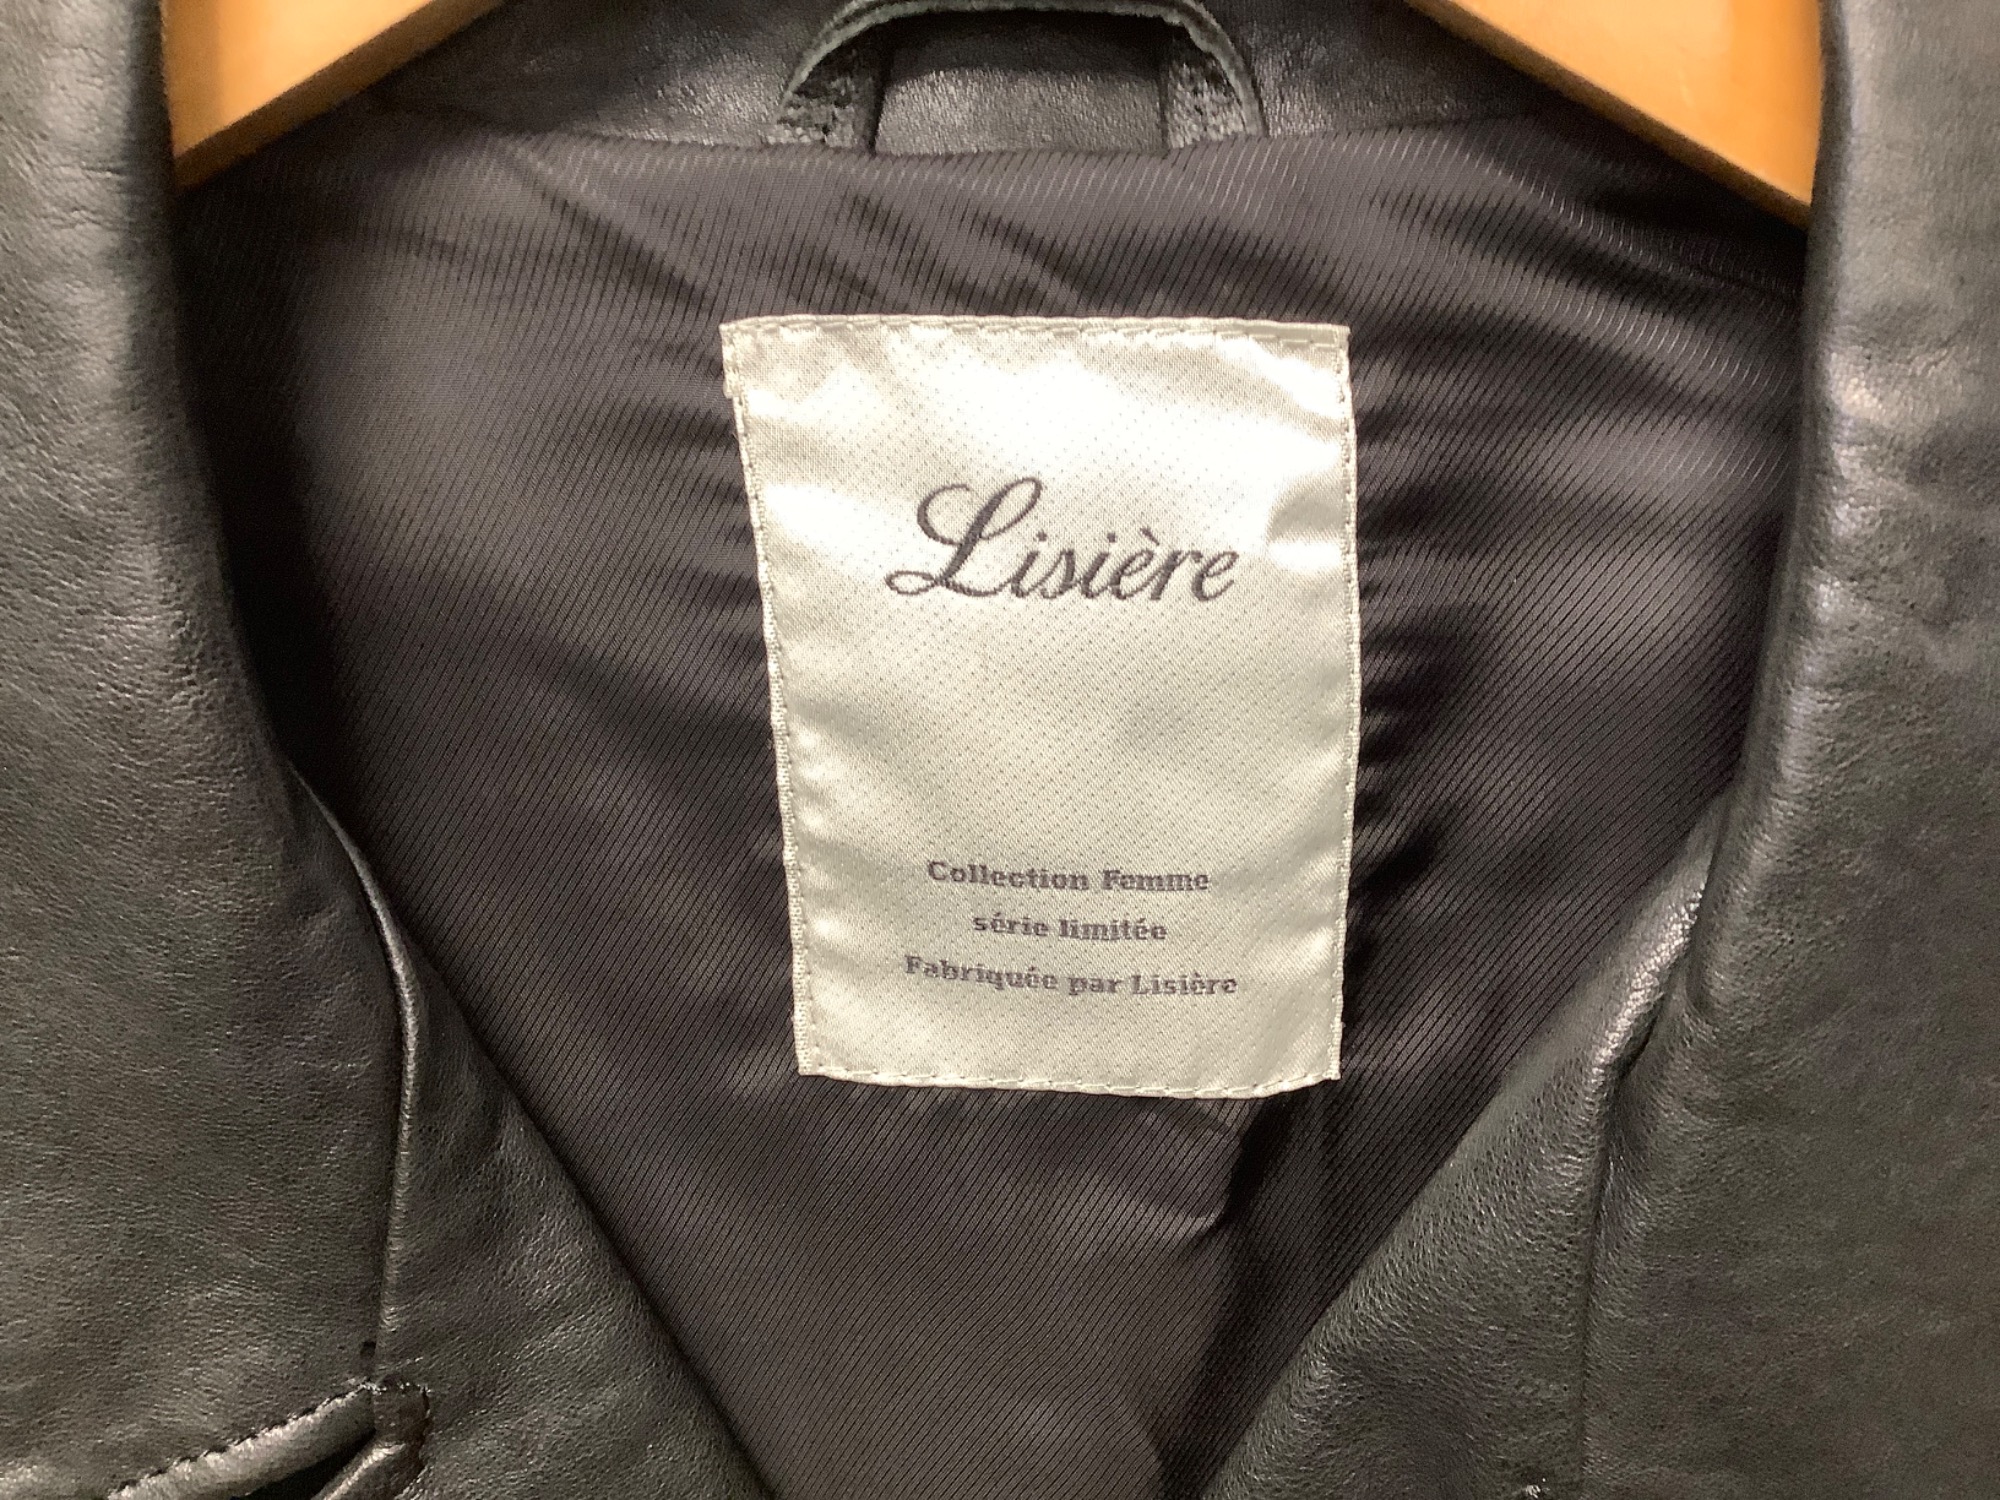 Lisière
Collection Femme
série limitée
Fabriquée par Lisière